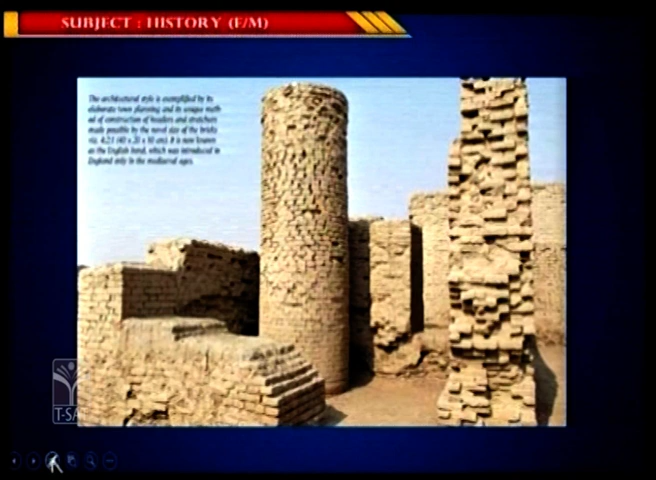 SUBJECT : HISTORY (E/M)
The architectural style is exemplified by its
elaborate town planning and its unique meth
od of construction of headers and stretchers
made possible by the novel size of the bricks
viz. 4:2:1 (40 x 20 x 10 cm). It is now known
as the English bond, which was introduced in
England only in the mediaeval ages.
T-SA